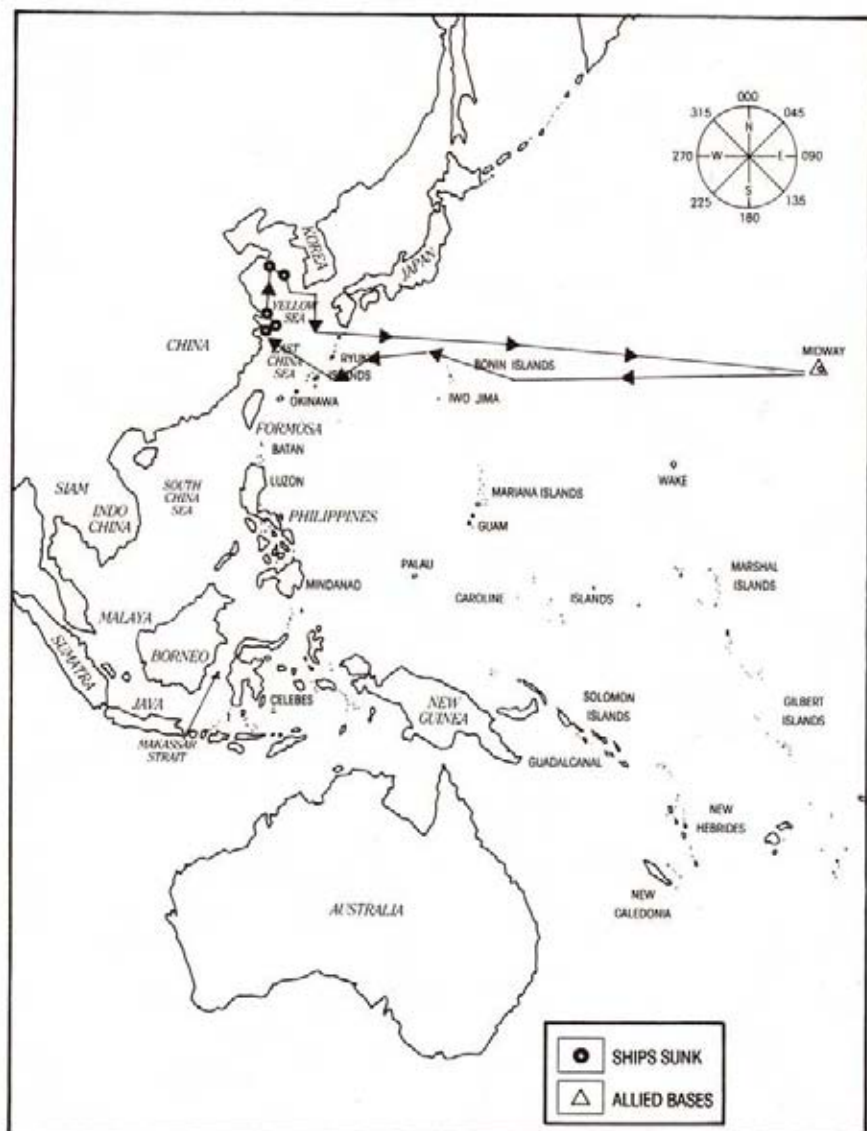 000
315
045
N
270
W
E
090
S
225
135
180
KOREA
JAPAN
YELLOW
SEA
CHINA
EAST
CHINA
SEA
RYUKU
ISLANDS
BONIN ISLANDS
MIDWAY
OKINAWA
IWO JIMA
FORMOSA
BATAN
LUZON
SIAM
SOUTH
CHINA
SEA
INDO
CHINA
PHILIPPINES
MARIANA ISLANDS
WAKE
GUAM
PALAU
MINDANAO
CAROLINE
ISLANDS
MARSHAL
ISLANDS
MALAYA
SUMATRA
BORNEO
JAVA
CELEBES
MAKASSAR
STRAIT
NEW
GUINEA
SOLOMON
ISLANDS
GILBERT
ISLANDS
GUADALCANAL
NEW
HEBRIDES
NEW
CALEDONIA
AUSTRALIA
SHIPS SUNK
ALLIED BASES